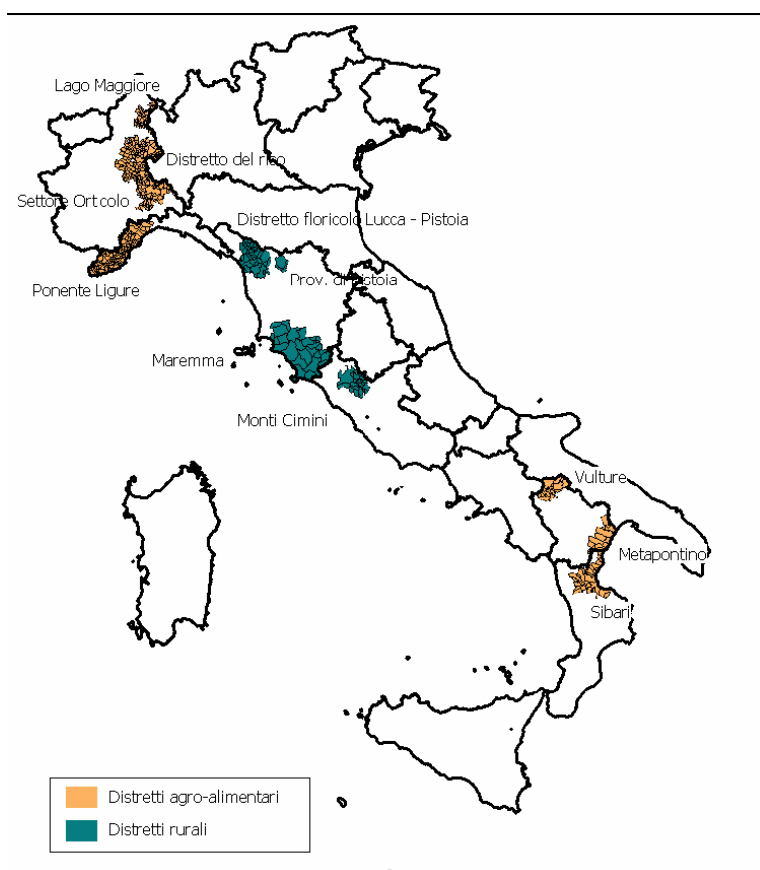 Lago Maggiore
Distretto del riso
Settore Ortcolo
Distretto floricolo Lucca - Pistoia
Prov. di Pistoia
Ponente Ligure
Maremma
Monti Cimini
Vulture
Metapontino
Sibari
Distretti agro-alimentari
Distretti rurali